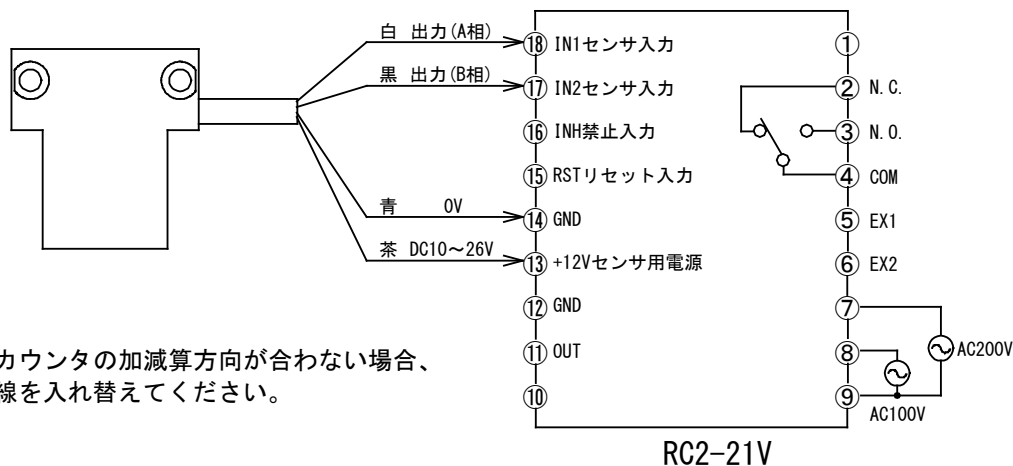 白 出力(A相)
⑱ IN1センサ入力
①
黒 出力(B相)
⑰ IN2センサ入力
② N.C.
⑯ INH禁止入力
③ N.O.
⑮ RSTリセット入力
④ COM
青 0V
⑭ GND
⑤ EX1
茶 DC10～26V
⑬ +12Vセンサ用電源
⑥ EX2
⑫ GND
⑦
⑪ OUT
⑧
AC200V
⑩
⑨
AC100V
カウンタの加減算方向が合わない場合、
線を入れ替えてください。
RC2-21V